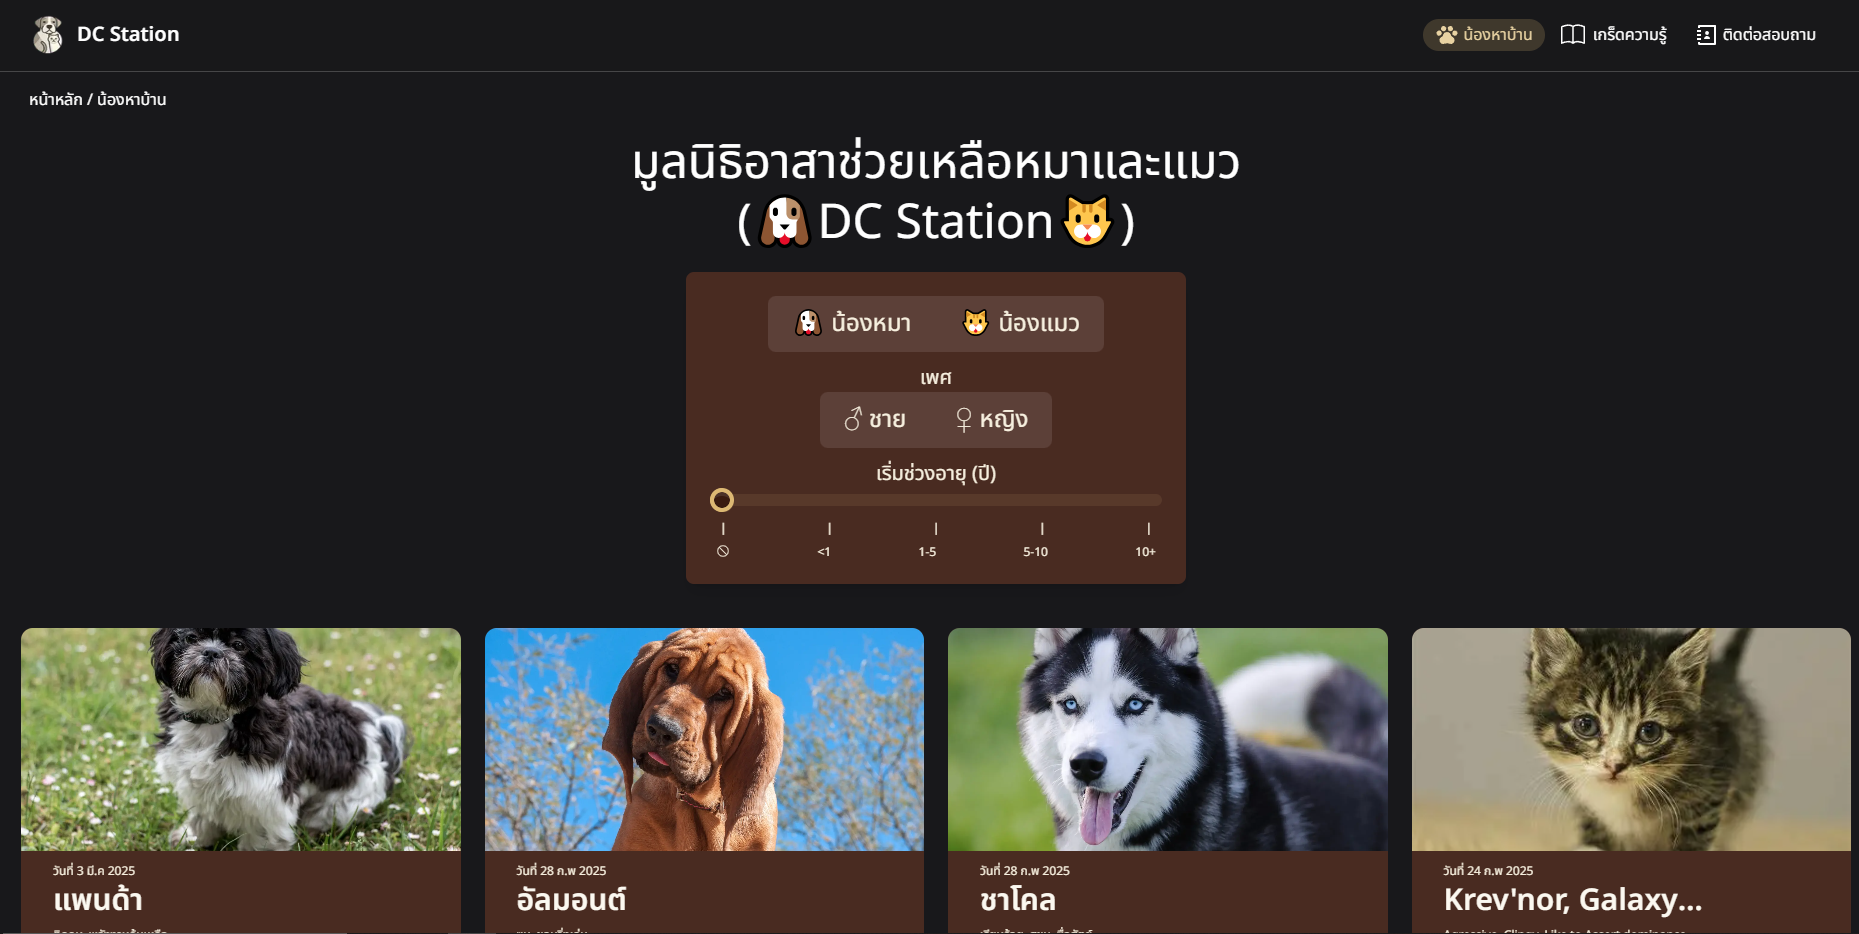 DC Station
น้องหาบ้าน
เกร็ดความรู้
ติดต่อสอบถาม
หน้าหลัก / น้องหาบ้าน
มูลนิธิอาสาช่วยเหลือหมาและแมว
(🐶DC Station🐱)
🐶 น้องหมา 🐱 น้องแมว
เพศ
♂ ชาย ♀ หญิง
เริ่มช่วงอายุ (ปี)
<1 1-5 5-10 10+
วันที่ 3 มี.ค 2025
แพนด้า
วันที่ 28 ก.พ 2025
อัลมอนต์
วันที่ 28 ก.พ 2025
ชาโคล
วันที่ 24 ก.พ 2025
Krev'nor, Galaxy...